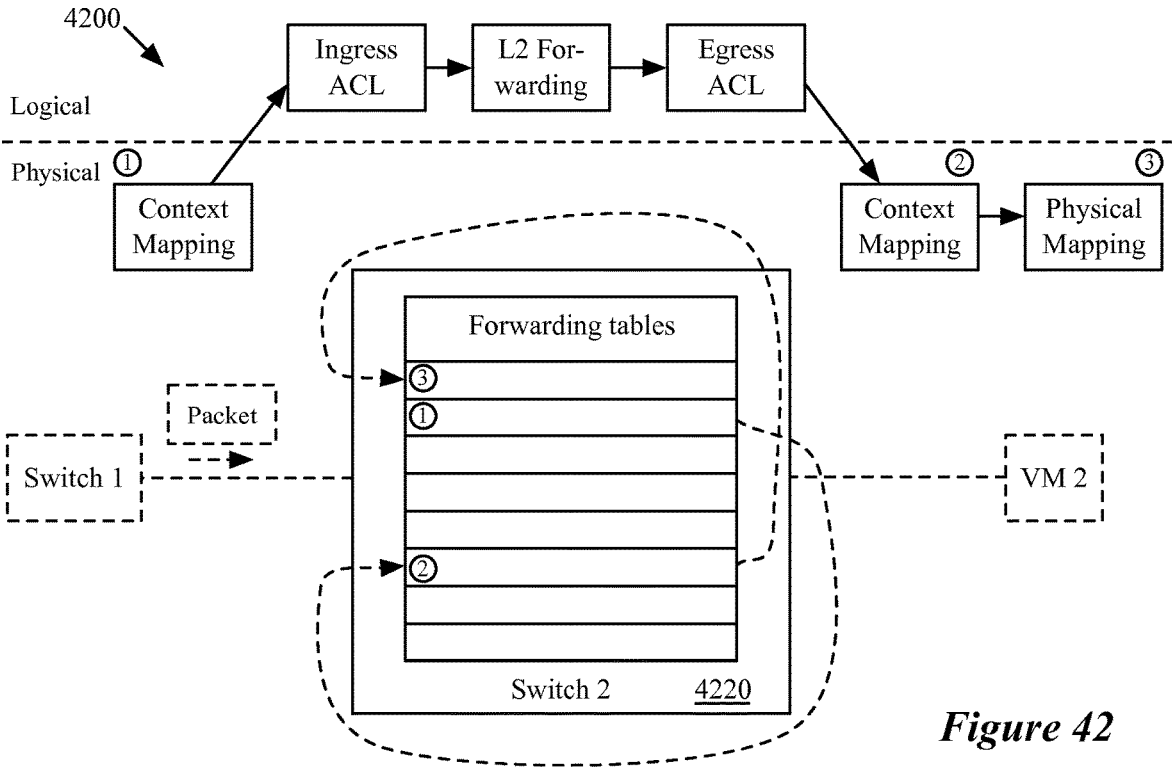 4200
Ingress
ACL
L2 For-
warding
Egress
ACL
Logical
Physical
1
2
3
Context
Mapping
Context
Mapping
Physical
Mapping
Forwarding tables
3
1
2
Packet
Switch 1
VM 2
Switch 2
4220
Figure 42